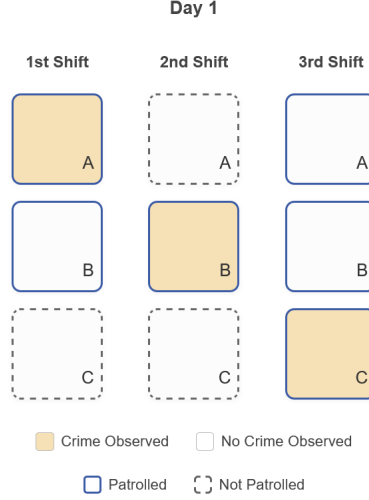 Day 1
1st Shift 2nd Shift 3rd Shift
A A A
B B B
C C C
Crime Observed No Crime Observed
Patrolled Not Patrolled